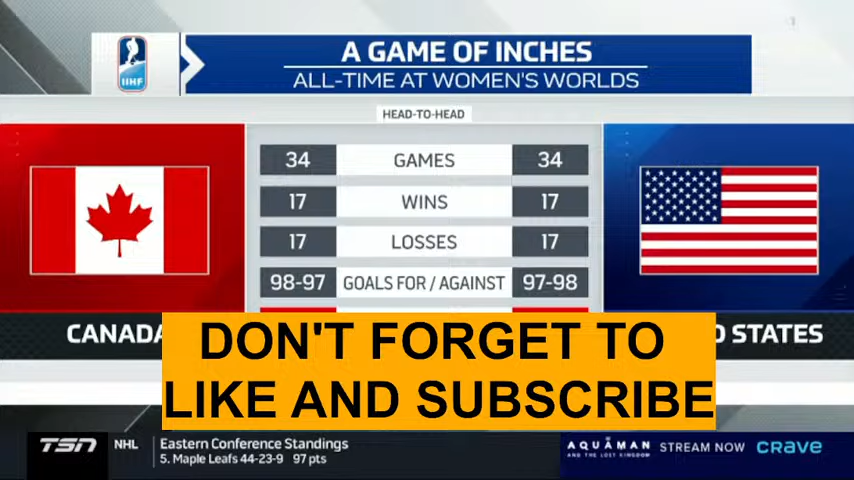 IIHF
A GAME OF INCHES
ALL-TIME AT WOMEN'S WORLDS
HEAD-TO-HEAD
34 GAMES 34
17 WINS 17
17 LOSSES 17
98-97 GOALS FOR / AGAINST 97-98
CANADA
STATES
DON'T FORGET TO
LIKE AND SUBSCRIBE
TSN NHL Eastern Conference Standings
5. Maple Leafs 44-23-9 97 pts
AQUAMAN
AND THE LOST KINGDOM
STREAM NOW CRAVE